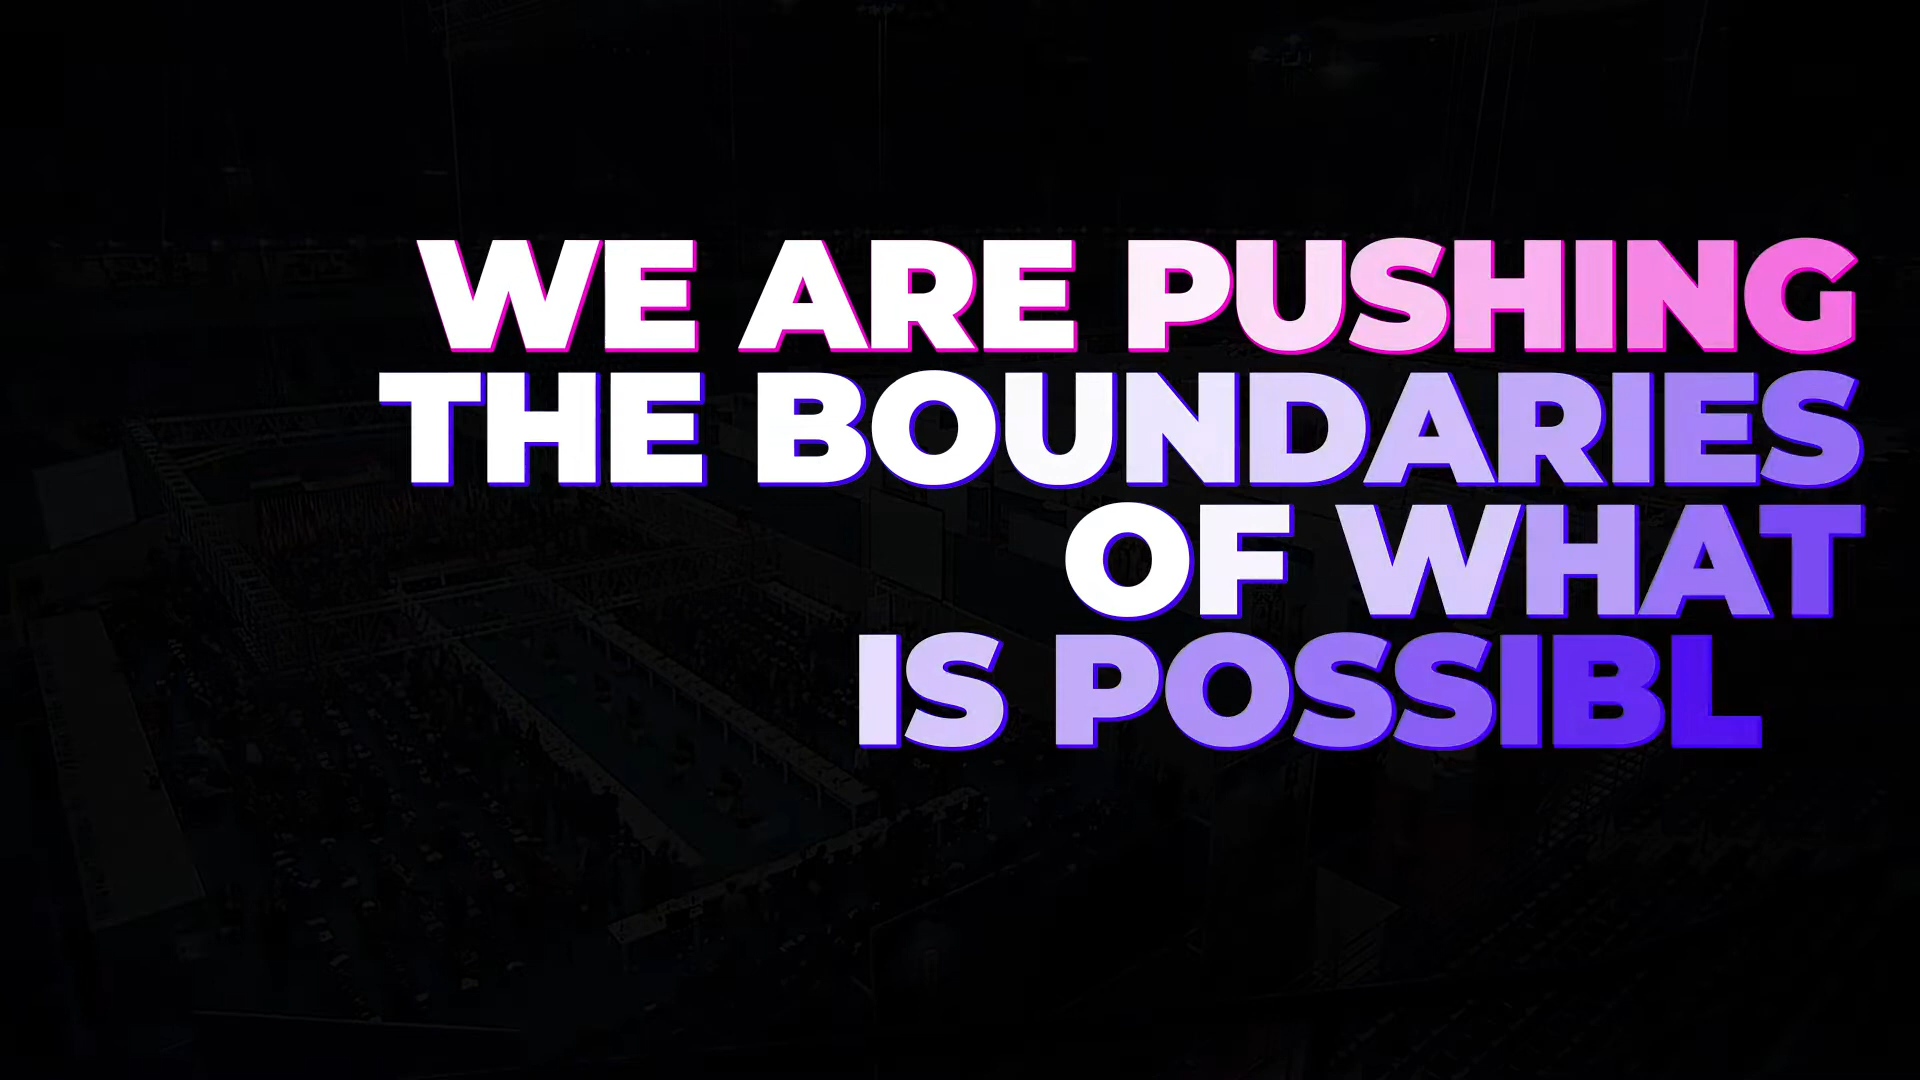 WE ARE PUSHING
THE BOUNDARIES
OF WHAT
IS POSSIBL